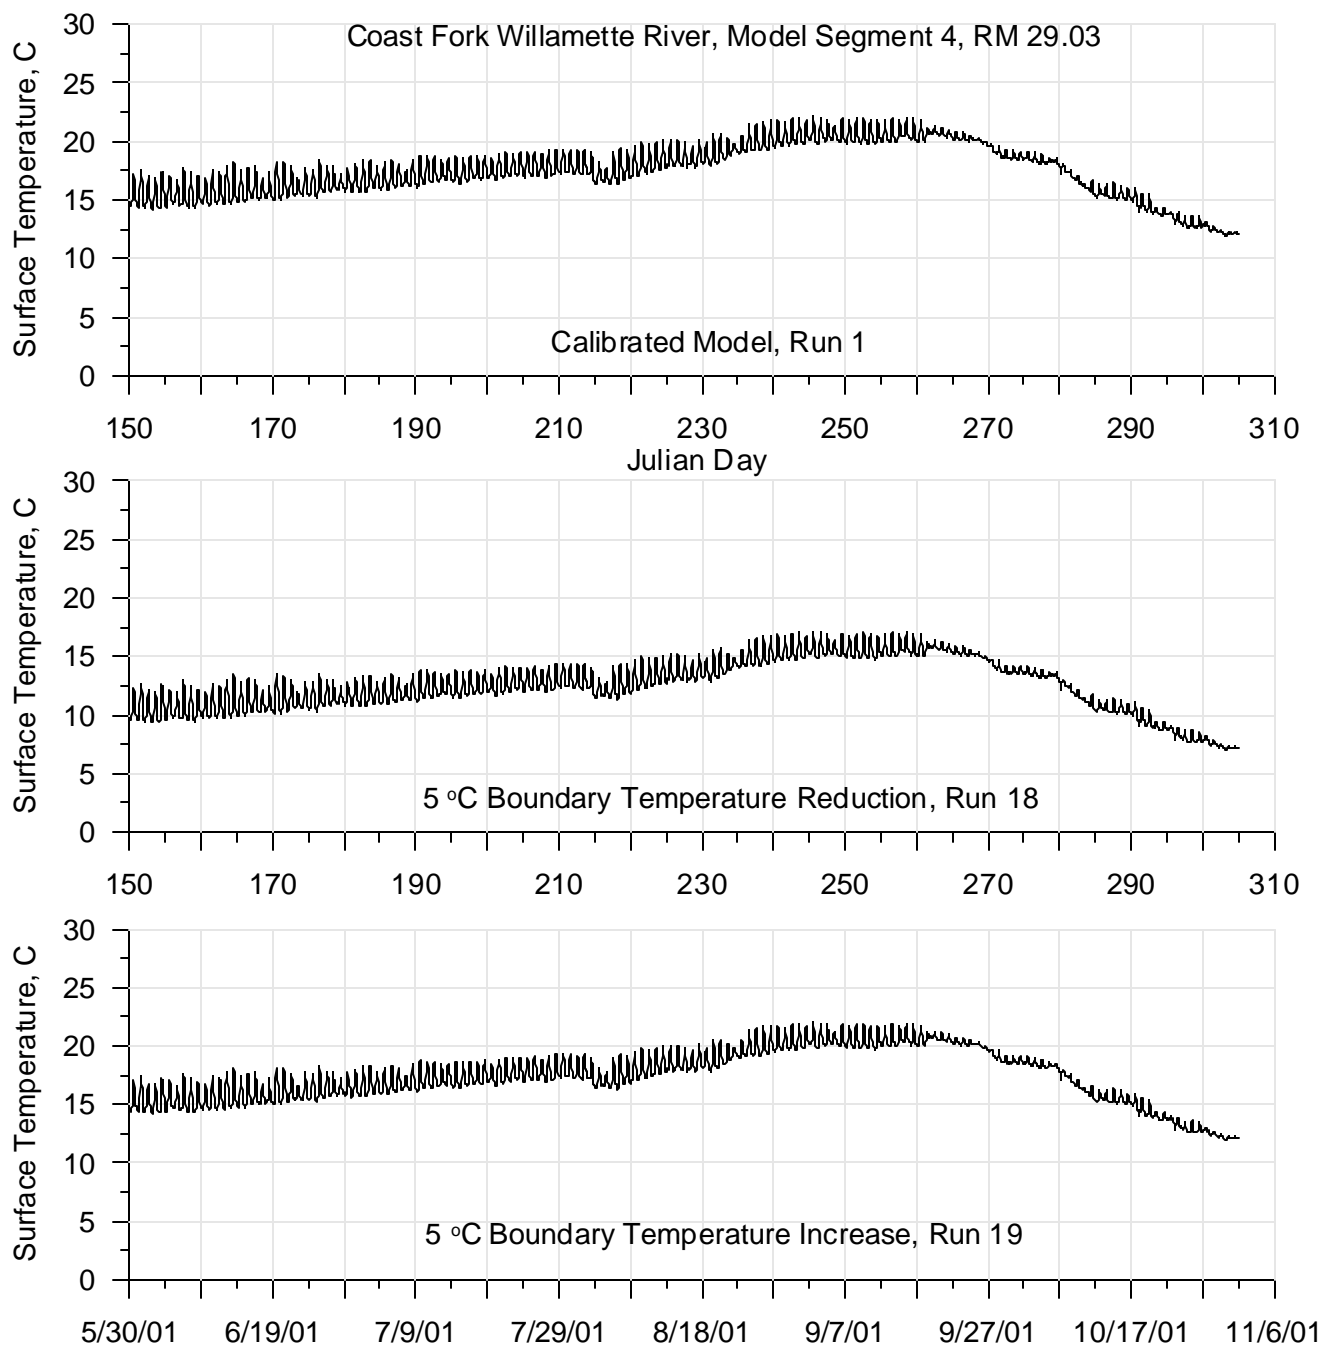 Coast Fork Willamette River, Model Segment 4, RM 29.03
Surface Temperature, C
30
25
20
15
10
5
0
Calibrated Model, Run 1
150 170 190 210 230 250 270 290 310
Julian Day
Surface Temperature, C
30
25
20
15
10
5
0
5 °C Boundary Temperature Reduction, Run 18
150 170 190 210 230 250 270 290 310
Surface Temperature, C
30
25
20
15
10
5
0
5 °C Boundary Temperature Increase, Run 19
5/30/01 6/19/01 7/9/01 7/29/01 8/18/01 9/7/01 9/27/01 10/17/01 11/6/01